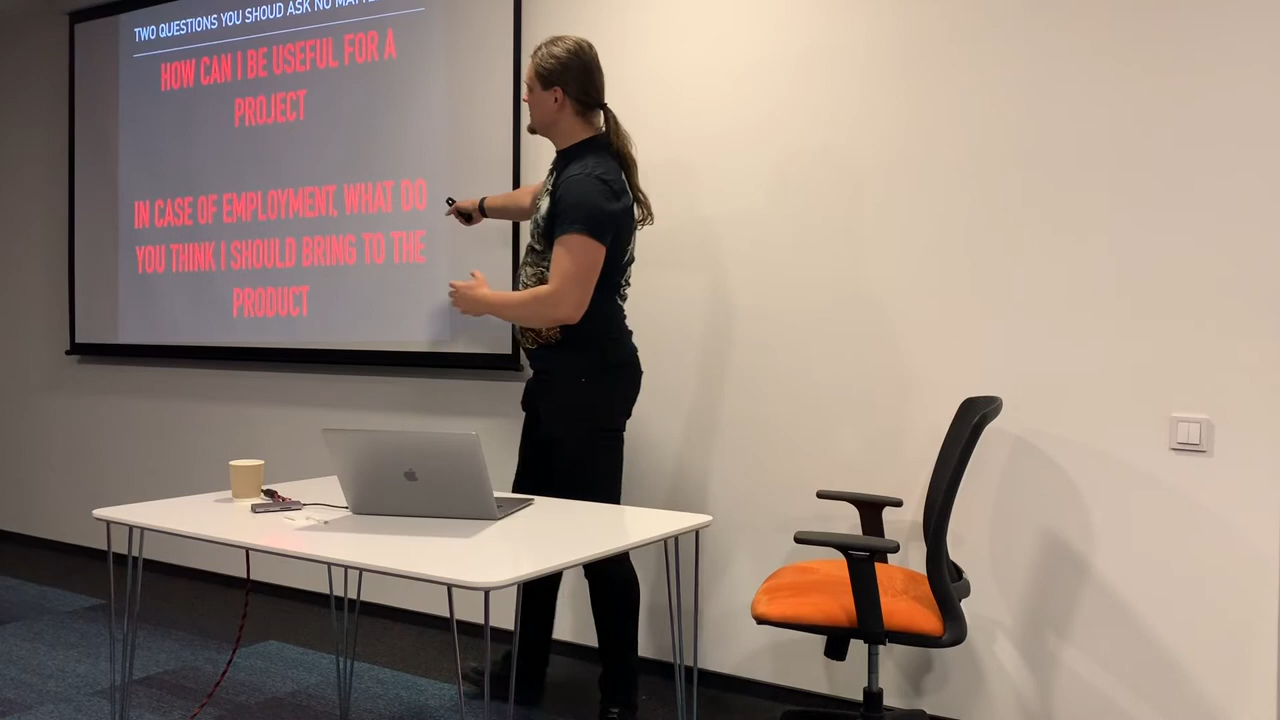 TWO QUESTIONS YOU SHOUD ASK NO
HOW CAN I BE USEFUL FOR A
PROJECT
IN CASE OF EMPLOYMENT, WHAT DO
YOU THINK I SHOULD BRING TO THE
PRODUCT